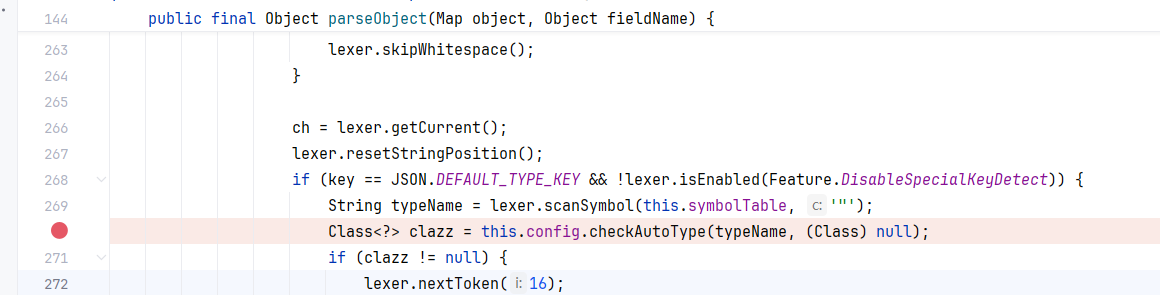 144 public final Object parseObject(Map object, Object fieldName) {
263 lexer.skipWhitespace();
264 }
265
266 ch = lexer.getCurrent();
267 lexer.resetStringPosition();
268 if (key == JSON.DEFAULT_TYPE_KEY && !lexer.isEnabled(Feature.DisableSpecialKeyDetect)) {
269 String typeName = lexer.scanSymbol(this.symbolTable, c: '"');
Class<?> clazz = this.config.checkAutoType(typeName, (Class) null);
271 if (clazz != null) {
272 lexer.nextToken( i: 16);